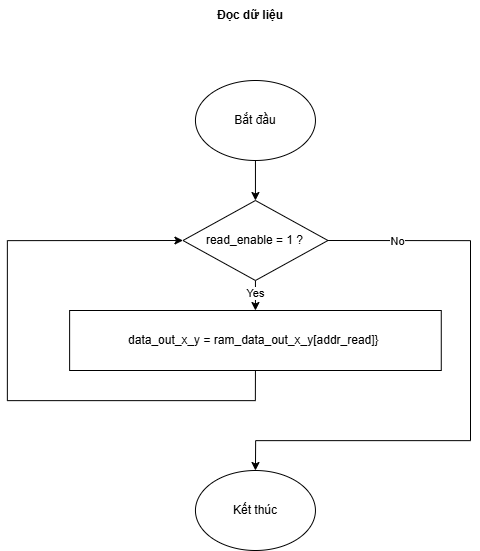 Đọc dữ liệu
Bắt đầu
read_enable = 1 ?
No
Yes
data_out_x_y = ram_data_out_x_y[addr_read]}
Kết thúc